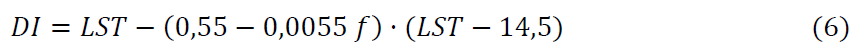 DI = LST − (0,55 − 0,0055 f) · (LST − 14,5) (6)